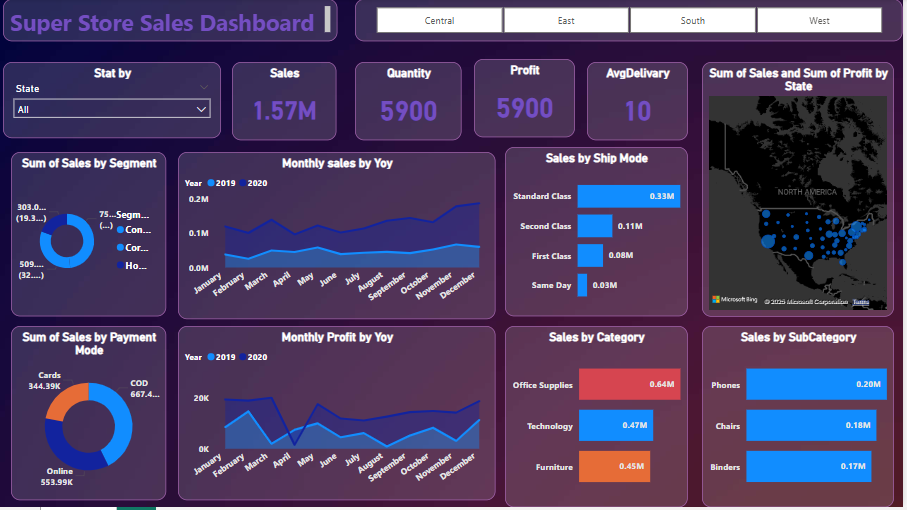 Super Store Sales Dashboard
Central
East
South
West
Stat by
State
All
Sales
1.57M
Quantity
5900
Profit
5900
AvgDelivary
10
Sum of Sales and Sum of Profit by
State
NORTH AMERICA
Microsoft Bing
© 2025 Microsoft Corporation Terms
Sum of Sales by Segment
303.0...
(19.3...)
75...
(...)
509....
(32....)
Segm...
Con...
Cor...
Ho...
Monthly sales by Yoy
Year 2019 2020
0.2M
0.1M
0.0M
January
February
March
April
May
June
July
August
September
October
November
December
Sales by Ship Mode
Standard Class 0.33M
Second Class 0.11M
First Class 0.08M
Same Day 0.03M
Sum of Sales by Payment
Mode
Cards
344.39K
COD
667.4...
Online
553.99K
Monthly Profit by Yoy
Year 2019 2020
20K
0K
January
February
March
April
May
June
July
August
September
October
November
December
Sales by Category
Office Supplies 0.64M
Technology 0.47M
Furniture 0.45M
Sales by SubCategory
Phones 0.20M
Chairs 0.18M
Binders 0.17M